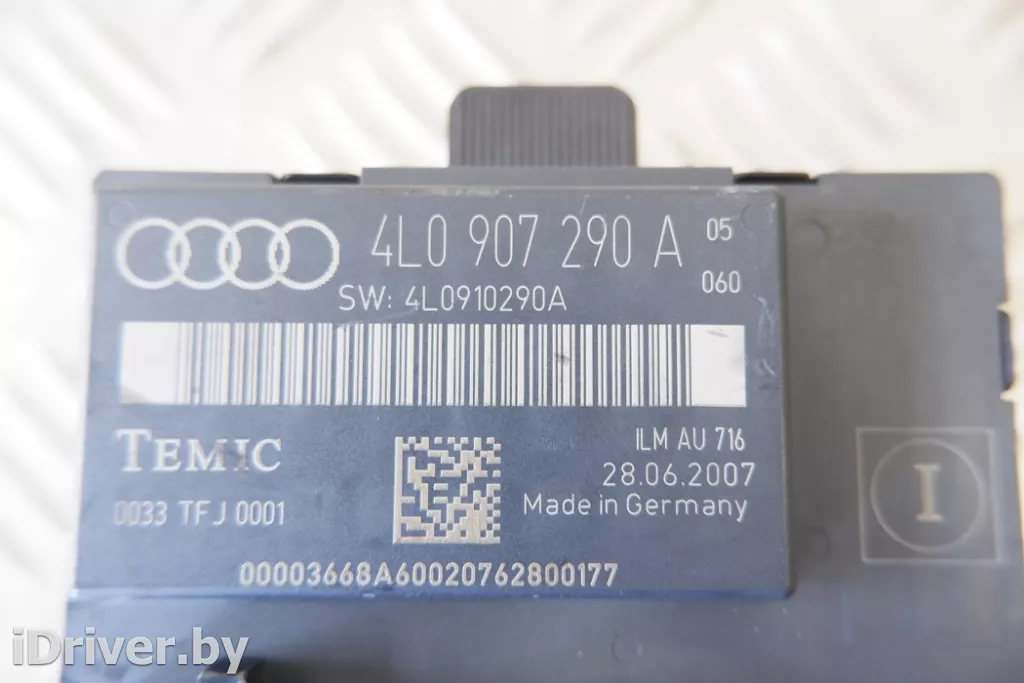 4L0 907 290 A 05
060
SW: 4L0910290A
TEMIC
ILM AU 716
28.06.2007
0033 TFJ 0001
Made in Germany
I
00003668A60020762800177
iDriver.by